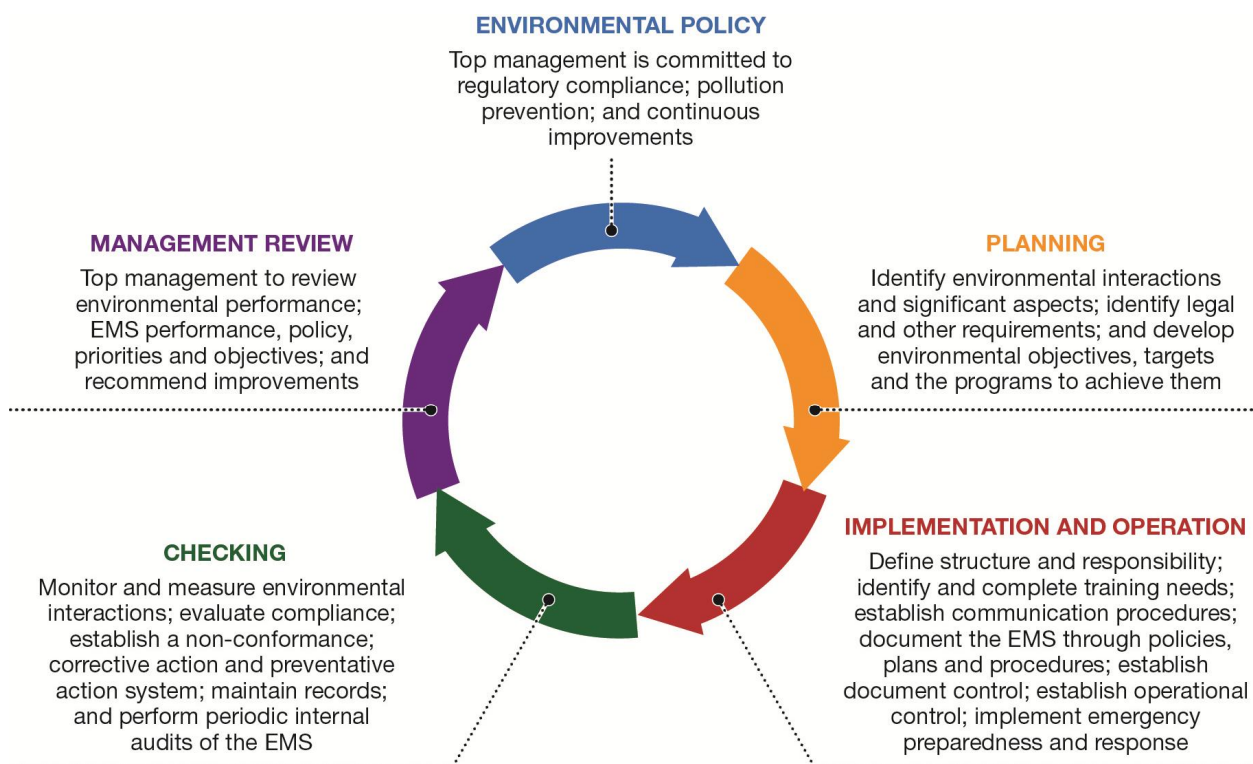 ENVIRONMENTAL POLICY
Top management is committed to
regulatory compliance; pollution
prevention; and continuous
improvements
PLANNING
Identify environmental interactions
and significant aspects; identify legal
and other requirements; and develop
environmental objectives, targets
and the programs to achieve them
IMPLEMENTATION AND OPERATION
Define structure and responsibility;
identify and complete training needs;
establish communication procedures;
document the EMS through policies,
plans and procedures; establish
document control; establish operational
control; implement emergency
preparedness and response
CHECKING
Monitor and measure environmental
interactions; evaluate compliance;
establish a non-conformance;
corrective action and preventative
action system; maintain records;
and perform periodic internal
audits of the EMS
MANAGEMENT REVIEW
Top management to review
environmental performance;
EMS performance, policy,
priorities and objectives; and
recommend improvements